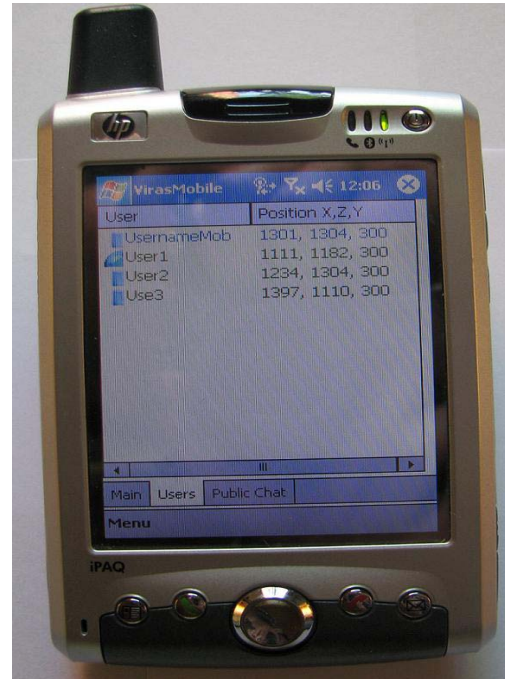 hp
VirasMobile 12:06
User Position X,Z,Y
UsernameMob 1301, 1304, 300
User1 1111, 1182, 300
User2 1234, 1304, 300
Use3 1397, 1110, 300
Main Users Public Chat
Menu
iPAQ